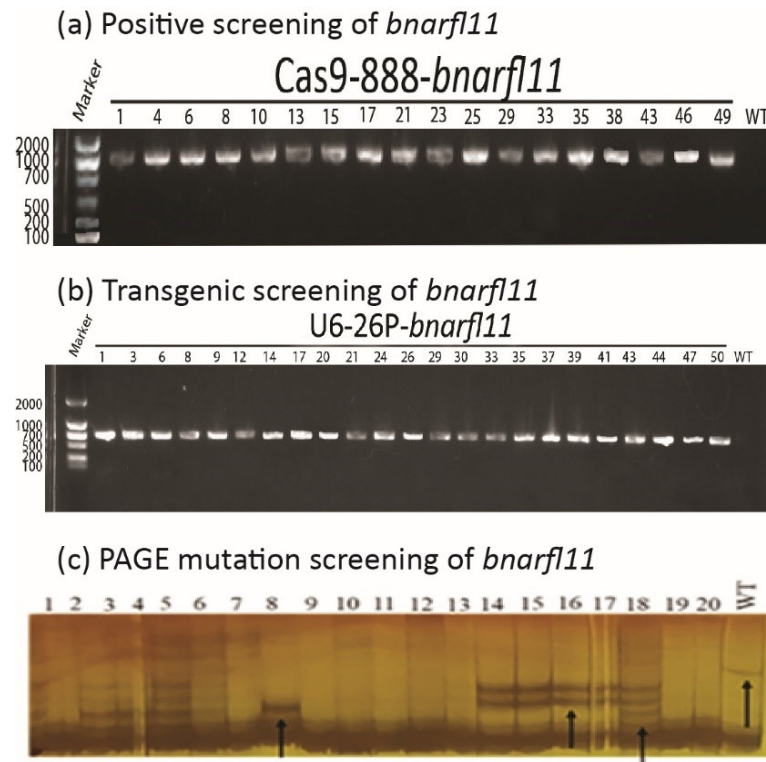 (a) Positive screening of bnarfl11
Cas9-888-bnarfl11
Marker
1 4 6 8 10 13 15 17 21 23 25 29 33 35 38 43 46 49 WT
2000
1000
700
500
200
100
(b) Transgenic screening of bnarfl11
U6-26P-bnarfl11
Marker
1 3 6 8 9 12 14 17 20 21 24 26 29 30 33 35 37 39 41 43 44 47 50 WT
2000
1000
700
500
200
100
(c) PAGE mutation screening of bnarfl11
1 2 3 4 5 6 7 8 9 10 11 12 13 14 15 16 17 18 19 20 WT